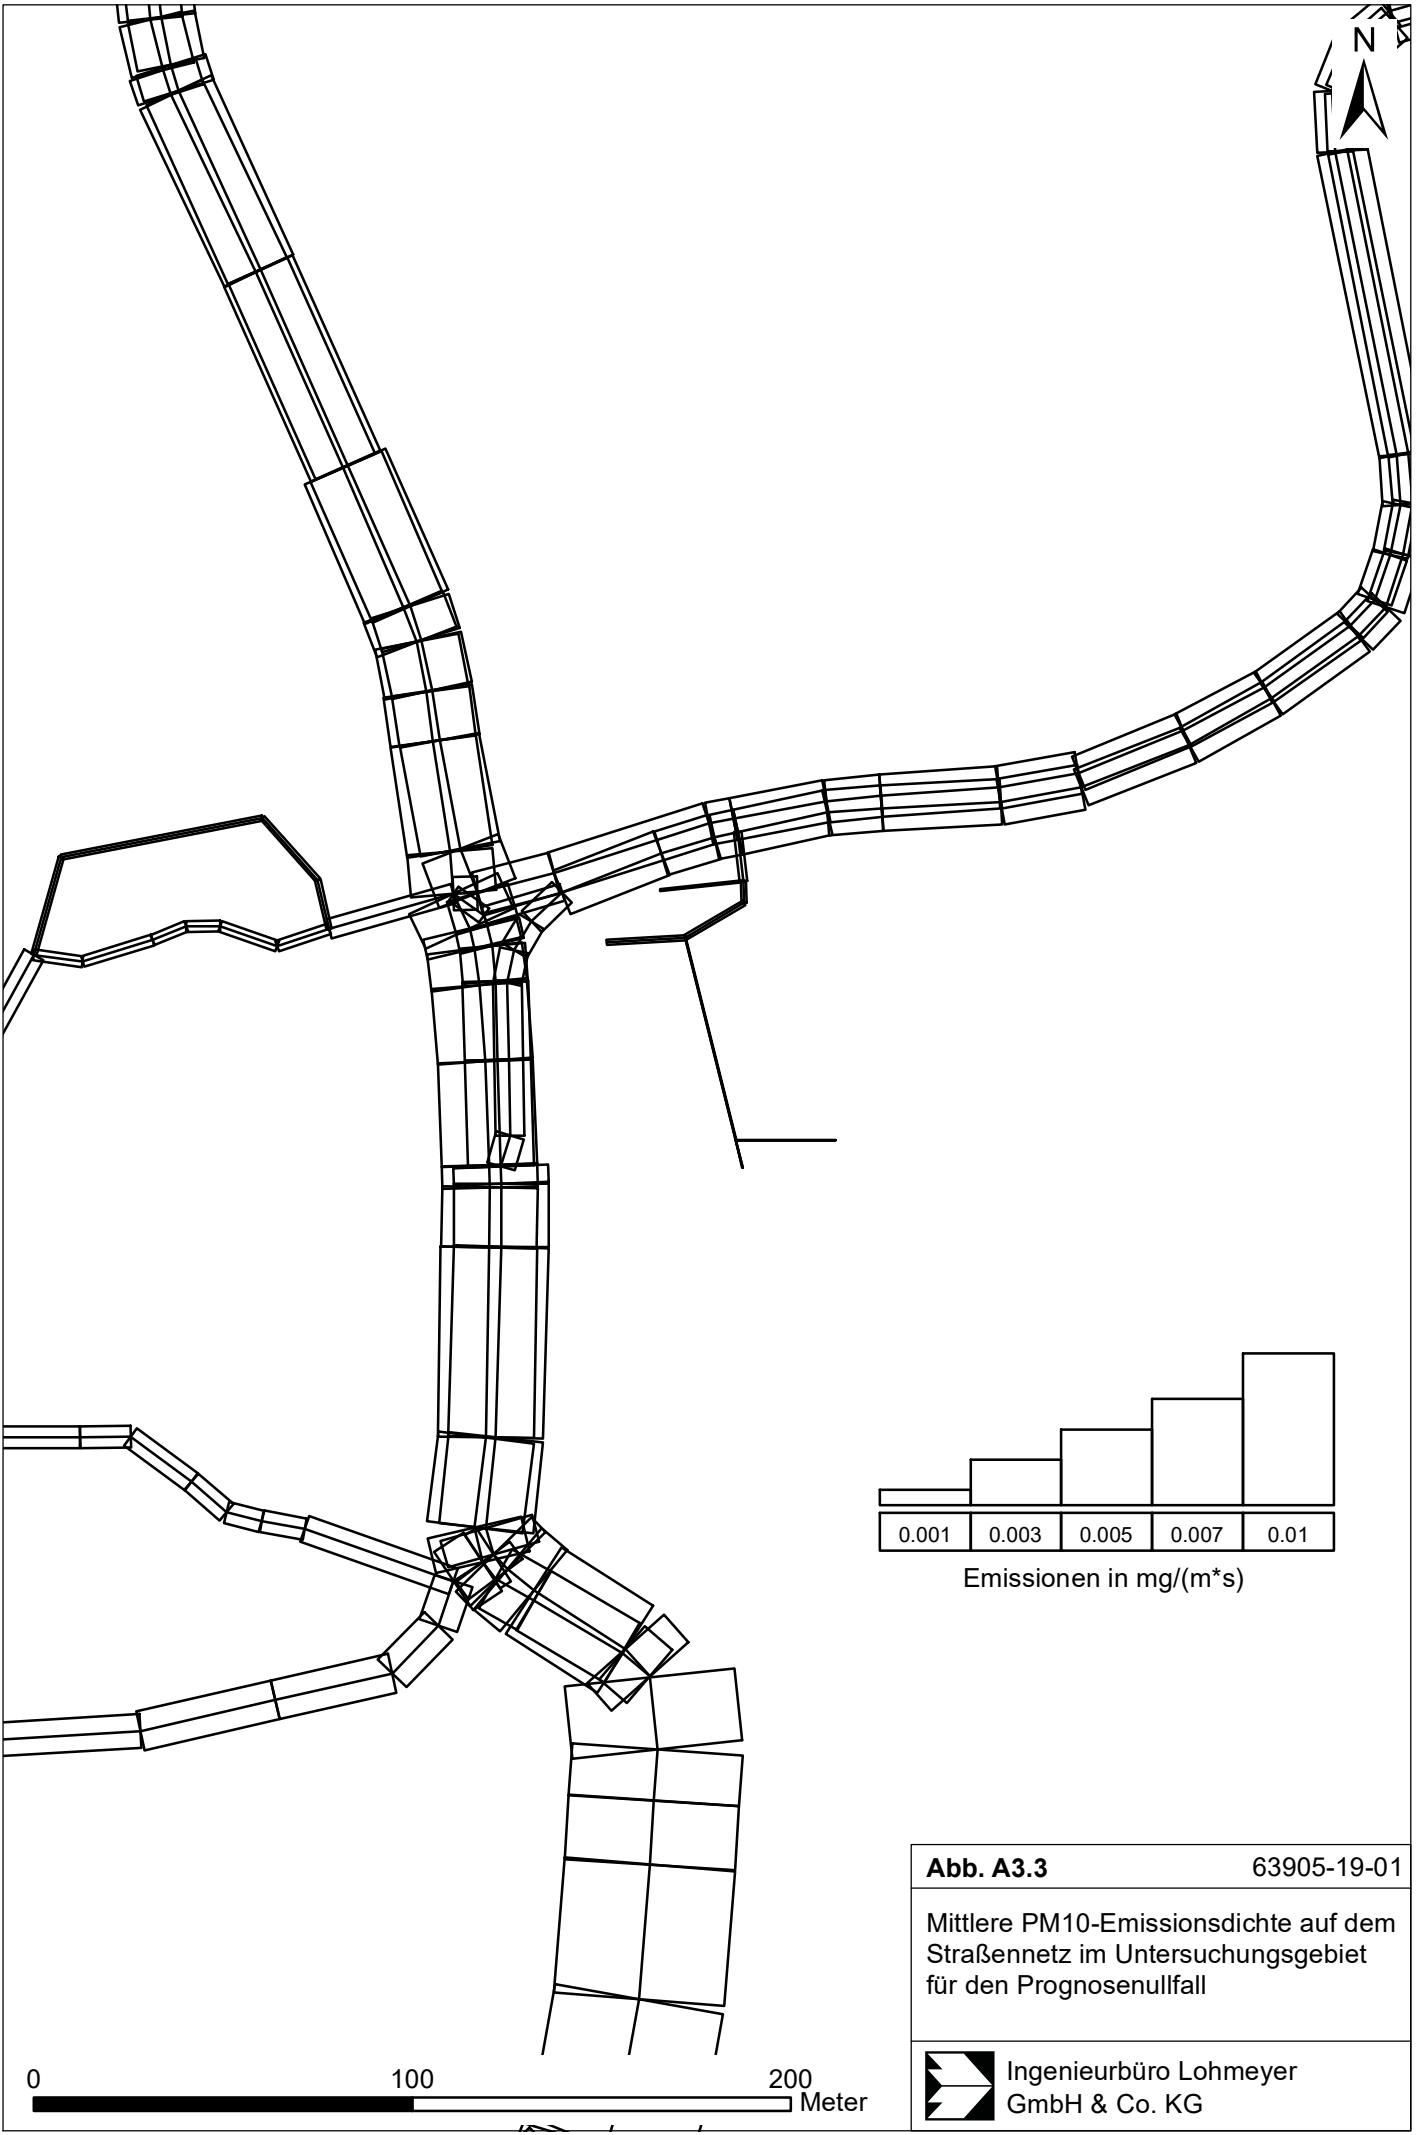 N
0.001 0.003 0.005 0.007 0.01
Emissionen in mg/(m*s)
Abb. A3.3 63905-19-01
Mittlere PM10-Emissionsdichte auf dem
Straßennetz im Untersuchungsgebiet
für den Prognosenullfall
Ingenieurbüro Lohmeyer
GmbH & Co. KG
0 100 200
Meter